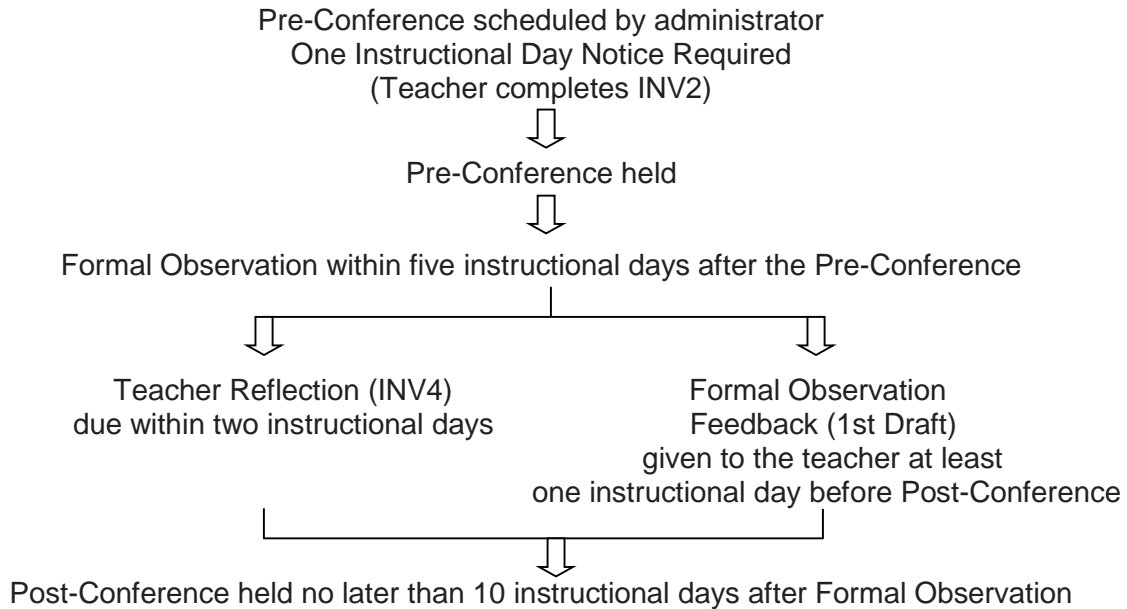 Pre-Conference scheduled by administrator
One Instructional Day Notice Required
(Teacher completes INV2)
Pre-Conference held
Formal Observation within five instructional days after the Pre-Conference
Teacher Reflection (INV4)
due within two instructional days
Formal Observation
Feedback (1st Draft)
given to the teacher at least
one instructional day before Post-Conference
Post-Conference held no later than 10 instructional days after Formal Observation